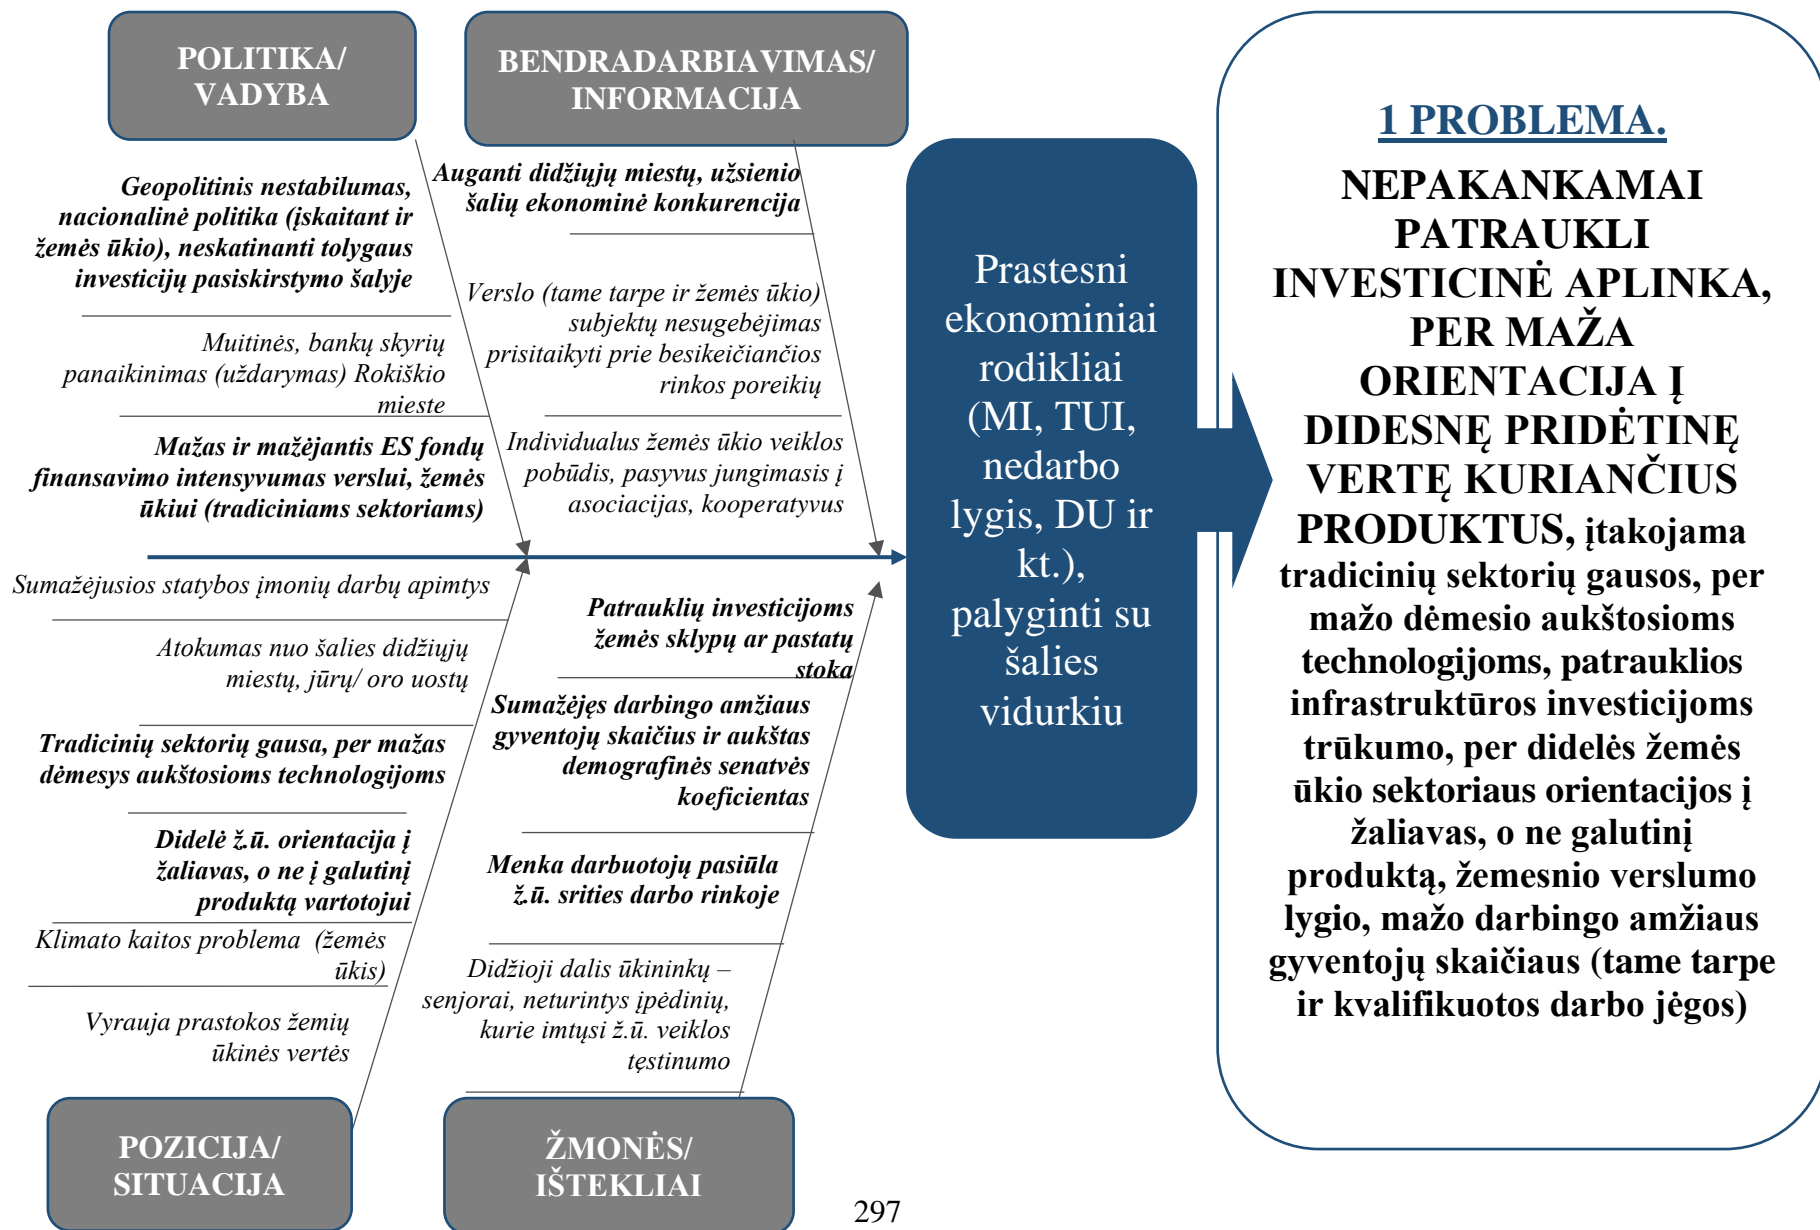 POLITIKA/
VADYBA
BENDRADARBIAVIMAS/
INFORMACIJA
Geopolitinis nestabilumas,
nacionalinė politika (įskaitant ir
žemės ūkio), neskatinanti tolygaus
investicijų pasiskirstymo šalyje
Muitinės, bankų skyrių
panaikinimas (uždarymas) Rokiškio
mieste
Mažas ir mažėjantis ES fondų
finansavimo intensyvumas verslui, žemės
ūkiui (tradiciniams sektoriams)
Auganti didžiųjų miestų, užsienio
šalių ekonominė konkurencija
Verslo (tame tarpe ir žemės ūkio)
subjektų nesugebėjimas
prisitaikyti prie besikeičiančios
rinkos poreikių
Individualus žemės ūkio veiklos
pobūdis, pasyvus jungimasis į
asociacijas, kooperatyvus
Sumažėjusios statybos įmonių darbų apimtys
Atokumas nuo šalies didžiųjų
miestų, jūrų/ oro uostų
Tradicinių sektorių gausa, per mažas
dėmesys aukštosioms technologijoms
Didelė ž.ū. orientacija į
žaliavas, o ne į galutinį
produktą vartotojui
Klimato kaitos problema (žemės
ūkis)
Vyrauja prastokos žemių
ūkinės vertės
Patrauklių investicijoms
žemės sklypų ar pastatų
stoka
Sumažėjęs darbingo amžiaus
gyventojų skaičius ir aukštas
demografinės senatvės
koeficientas
Menka darbuotojų pasiūla
ž.ū. srities darbo rinkoje
Didžioji dalis ūkininkų –
senjorai, neturintys įpėdinių,
kurie imtųsi ž.ū. veiklos
tęstinumo
POZICIJA/
SITUACIJA
ŽMONĖS/
IŠTEKLIAI
Prastesni
ekonominiai
rodikliai
(MI, TUI,
nedarbo
lygis, DU ir
kt.),
palyginti su
šalies
vidurkiu
1 PROBLEMA.
NEPAKANKAMAI
PATRAUKLI
INVESTICINĖ APLINKA,
PER MAŽA
ORIENTACIJA Į
DIDESNĘ PRIDĖTINĘ
VERTĘ KURIANČIUS
PRODUKTUS, įtakojama
tradicinių sektorių gausos, per
mažo dėmesio aukštosioms
technologijoms, patrauklios
infrastruktūros investicijoms
trūkumo, per didelės žemės
ūkio sektoriaus orientacijos į
žaliavas, o ne galutinį
produktą, žemesnio verslumo
lygio, mažo darbingo amžiaus
gyventojų skaičiaus (tame tarpe
ir kvalifikuotos darbo jėgos)
297